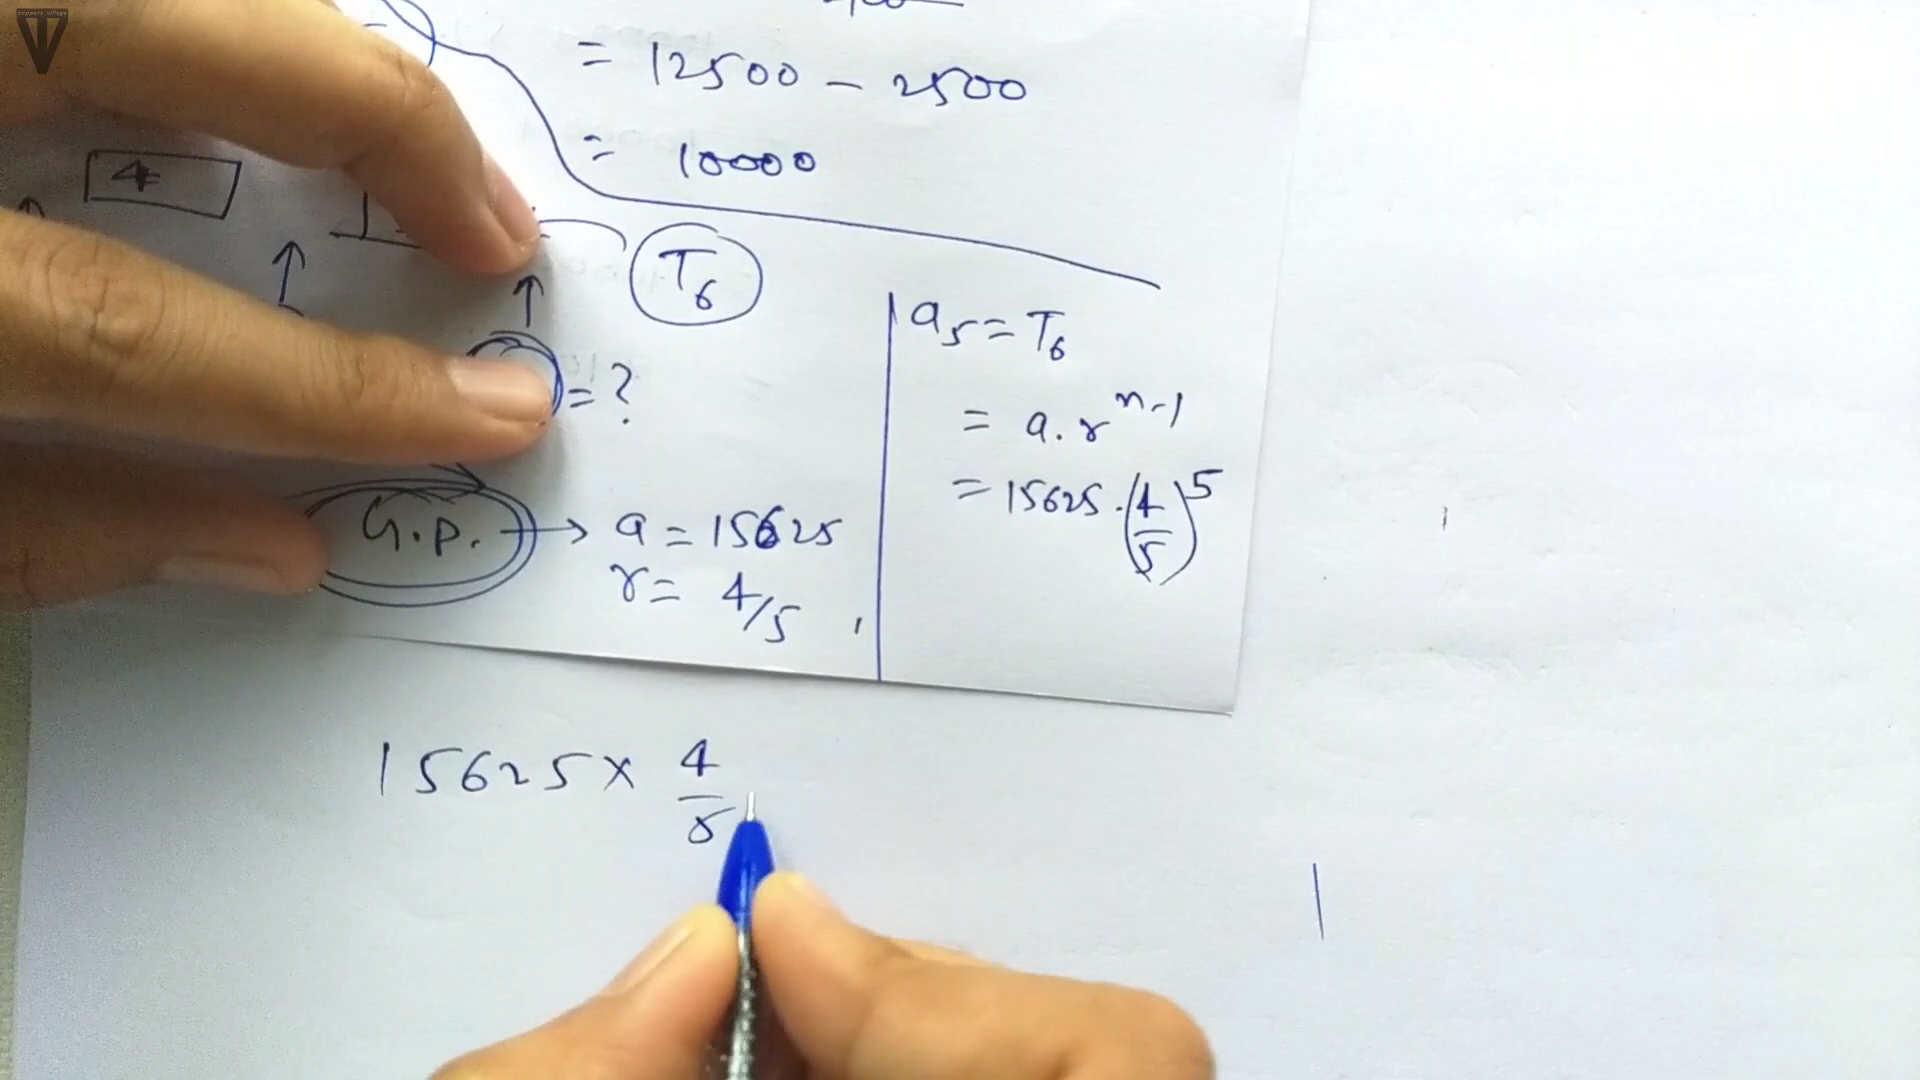 = 12500 - 2500
= 10000
4
T₆
= ?
G.P. → a = 15625
r = 4/5
a₅ = T₆
= a.r^(n-1)
= 15625.(4/5)^5
15625 × 4/5